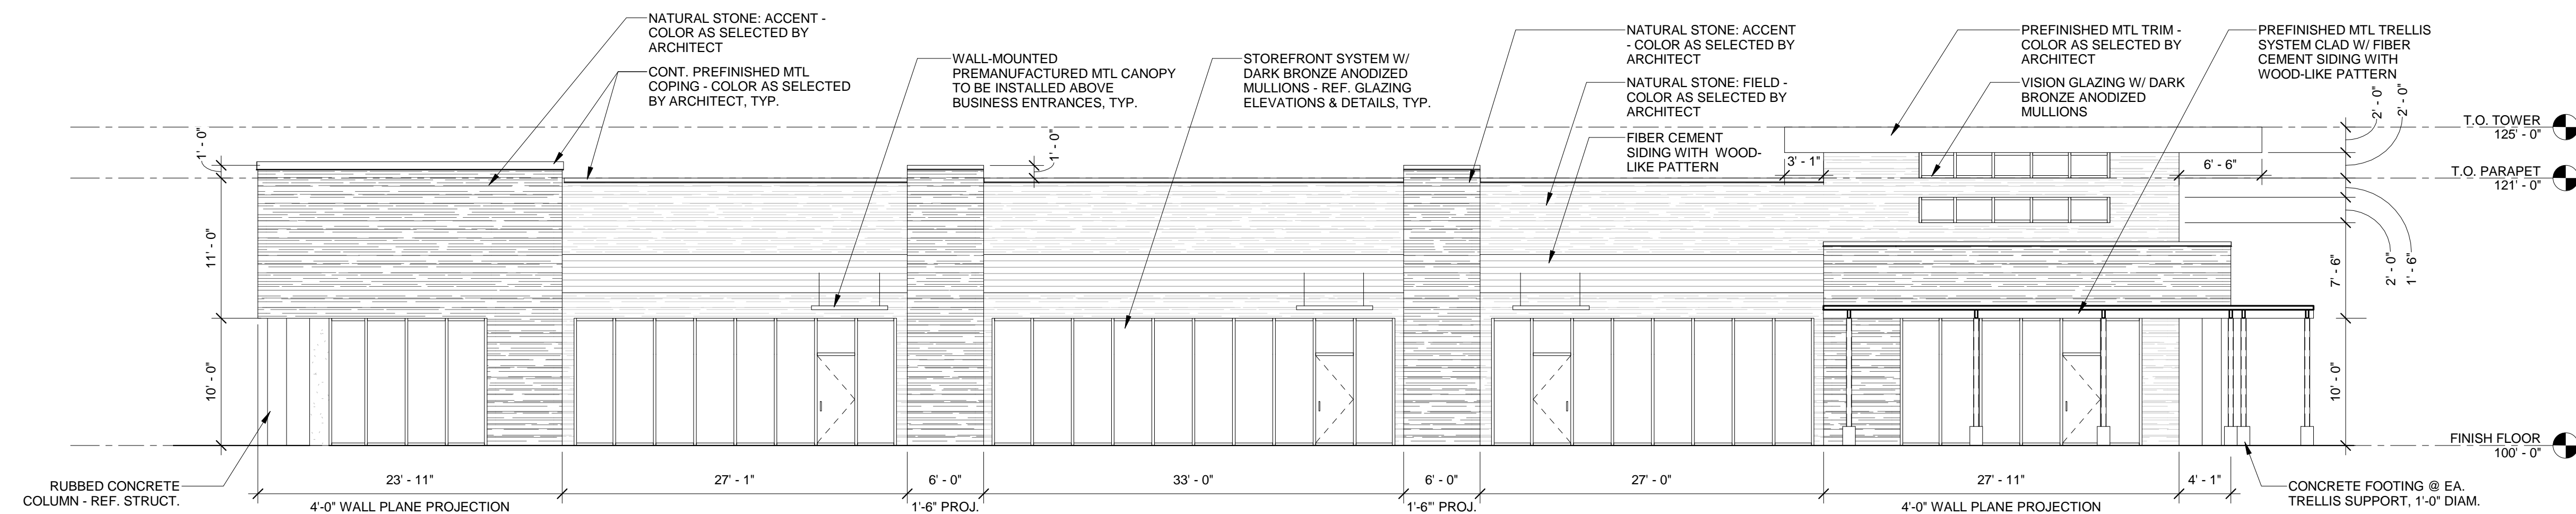 NATURAL STONE: ACCENT -
COLOR AS SELECTED BY
ARCHITECT
CONT. PREFINISHED MTL
COPING - COLOR AS SELECTED
BY ARCHITECT, TYP.
WALL-MOUNTED
PREMANUFACTURED MTL CANOPY
TO BE INSTALLED ABOVE
BUSINESS ENTRANCES, TYP.
STOREFRONT SYSTEM W/
DARK BRONZE ANODIZED
MULLIONS - REF. GLAZING
ELEVATIONS & DETAILS, TYP.
NATURAL STONE: ACCENT
- COLOR AS SELECTED BY
ARCHITECT
NATURAL STONE: FIELD -
COLOR AS SELECTED BY
ARCHITECT
FIBER CEMENT
SIDING WITH WOOD-
LIKE PATTERN
PREFINISHED MTL TRIM -
COLOR AS SELECTED BY
ARCHITECT
VISION GLAZING W/ DARK
BRONZE ANODIZED
MULLIONS
PREFINISHED MTL TRELLIS
SYSTEM CLAD W/ FIBER
CEMENT SIDING WITH
WOOD-LIKE PATTERN
T.O. TOWER
125' - 0"
T.O. PARAPET
121' - 0"
FINISH FLOOR
100' - 0"
1' - 0"
11' - 0"
10' - 0"
1' - 0"
3' - 1"
6' - 6"
2' - 0"
2' - 0"
7' - 6"
2' - 0"
1' - 6"
10' - 0"
23' - 11"
27' - 1"
6' - 0"
33' - 0"
6' - 0"
27' - 0"
27' - 11"
4' - 1"
4'-0" WALL PLANE PROJECTION
1'-6" PROJ.
1'-6"' PROJ.
4'-0" WALL PLANE PROJECTION
RUBBED CONCRETE
COLUMN - REF. STRUCT.
CONCRETE FOOTING @ EA.
TRELLIS SUPPORT, 1'-0" DIAM.